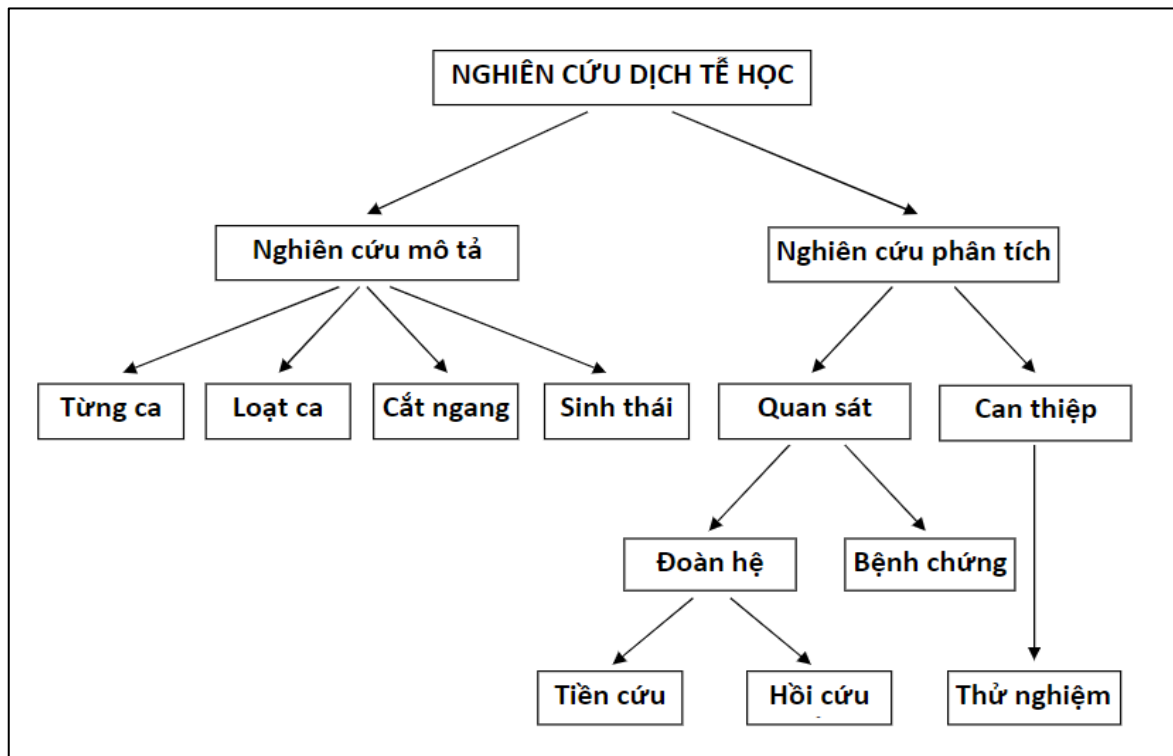 NGHIÊN CỨU DỊCH TỄ HỌC
Nghiên cứu mô tả
Nghiên cứu phân tích
Từng ca
Loạt ca
Cắt ngang
Sinh thái
Quan sát
Can thiệp
Đoàn hệ
Bệnh chứng
Tiền cứu
Hồi cứu
Thử nghiệm